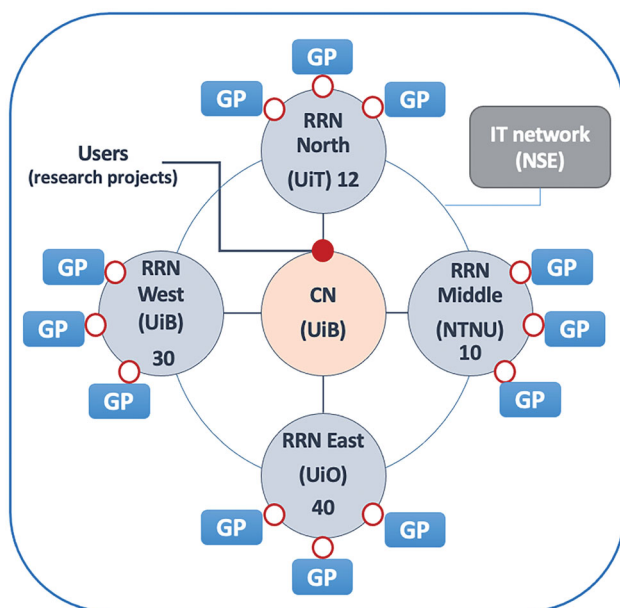 GP
GP
GP
RRN
North
(UiT) 12
IT network
(NSE)
Users
(research projects)
GP
GP
GP
RRN
West
(UiB)
30
CN
(UiB)
RRN
Middle
(NTNU)
10
GP
GP
GP
RRN East
(UiO)
40
GP
GP
GP